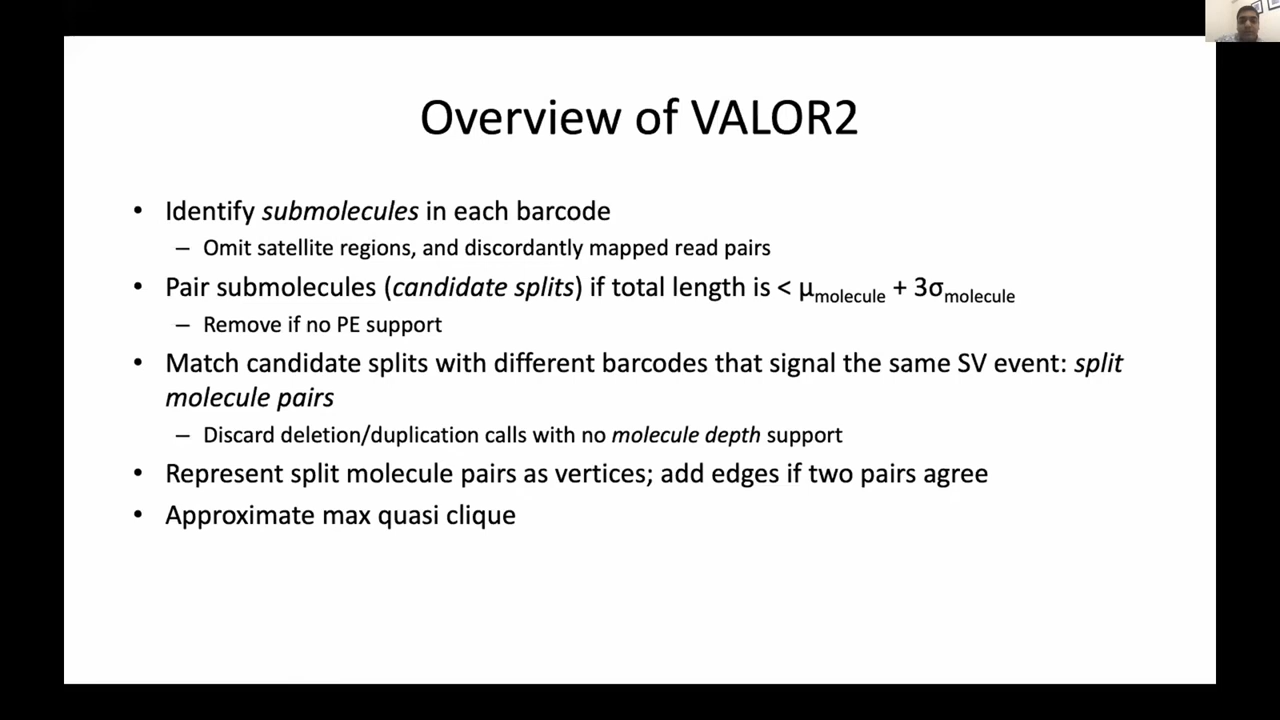 Overview of VALOR2
• Identify submolecules in each barcode
– Omit satellite regions, and discordantly mapped read pairs
• Pair submolecules (candidate splits) if total length is < μmolecule + 3σmolecule
– Remove if no PE support
• Match candidate splits with different barcodes that signal the same SV event: split
molecule pairs
– Discard deletion/duplication calls with no molecule depth support
• Represent split molecule pairs as vertices; add edges if two pairs agree
• Approximate max quasi clique